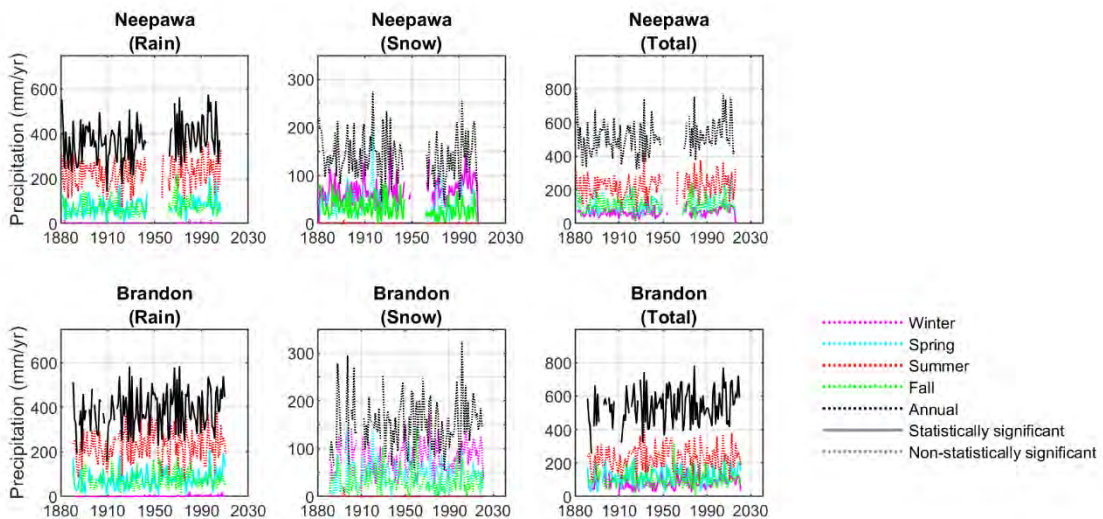 Neepawa
(Rain)
Neepawa
(Snow)
Neepawa
(Total)
Precipitation (mm/yr)
600
400
200
0
1880 1910 1950 1990 2030
300
200
100
0
1880 1910 1950 1990 2030
800
600
400
200
0
1880 1910 1950 1990 2030
Brandon
(Rain)
Brandon
(Snow)
Brandon
(Total)
Precipitation (mm/yr)
600
400
200
0
1880 1910 1950 1990 2030
300
200
100
0
1880 1910 1950 1990 2030
800
600
400
200
0
1880 1910 1950 1990 2030
Winter
Spring
Summer
Fall
Annual
Statistically significant
Non-statistically significant